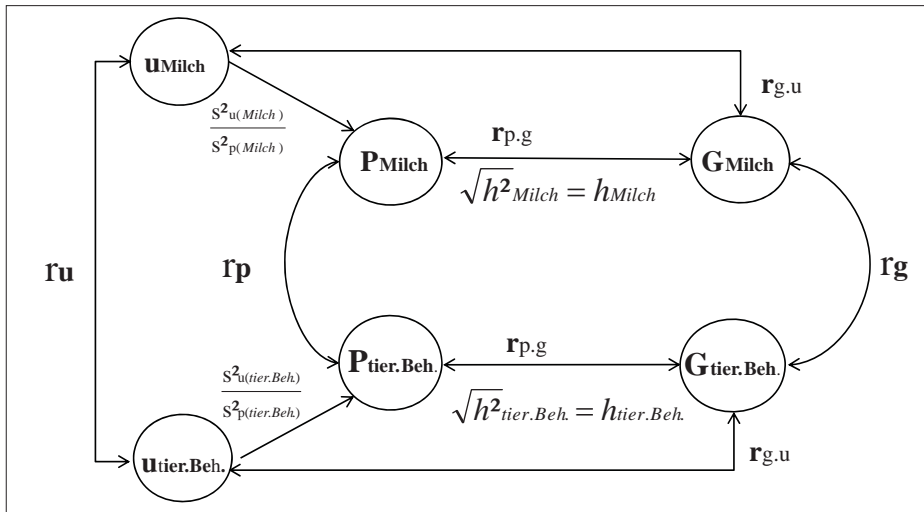 uMilch
rg.u
S²u(Milch)
S²p(Milch)
rp.g
PMilch
GMilch
√h²Milch = hMilch
ru
rp
rg
rp.g
Ptier.Beh.
Gtier.Beh.
S²u(tier.Beh.)
S²p(tier.Beh.)
√h²tier.Beh. = htier.Beh.
utier.Beh.
rg.u